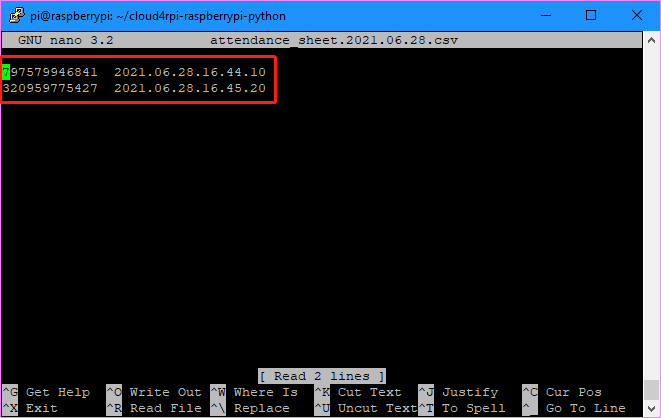 pi@raspberrypi: ~/cloud4rpi-raspberrypi-python
GNU nano 3.2 attendance_sheet.2021.06.28.csv
797579946841 2021.06.28.16.44.10
320959775427 2021.06.28.16.45.20
[ Read 2 lines ]
^G Get Help ^O Write Out ^W Where Is ^K Cut Text ^J Justify ^C Cur Pos
^X Exit ^R Read File ^\ Replace ^U Uncut Text ^T To Spell ^_ Go To Line